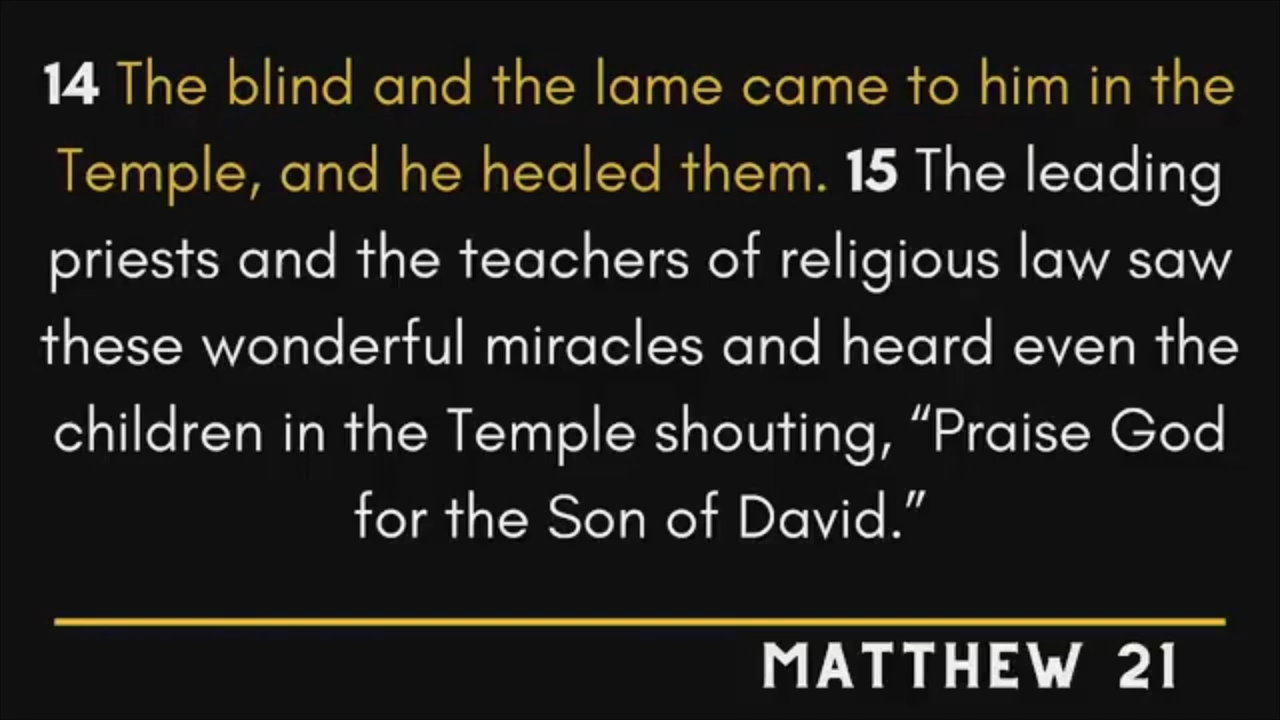 14 The blind and the lame came to him in the
Temple, and he healed them. 15 The leading
priests and the teachers of religious law saw
these wonderful miracles and heard even the
children in the Temple shouting, “Praise God
for the Son of David.”
MATTHEW 21